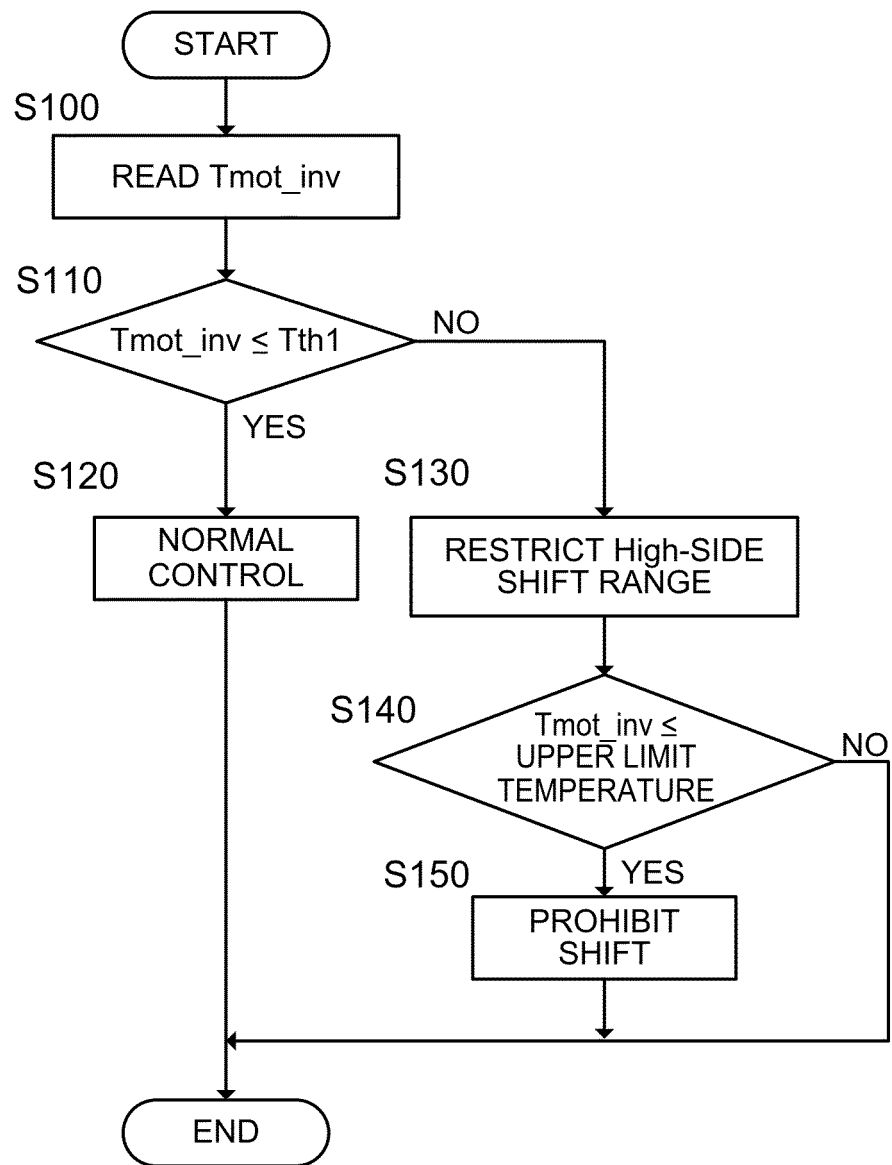 START
S100
READ Tmot_inv
S110
Tmot_inv ≤ Tth1
NO
YES
S120
NORMAL
CONTROL
S130
RESTRICT High-SIDE
SHIFT RANGE
S140
Tmot_inv ≤
UPPER LIMIT
TEMPERATURE
NO
YES
S150
PROHIBIT
SHIFT
END